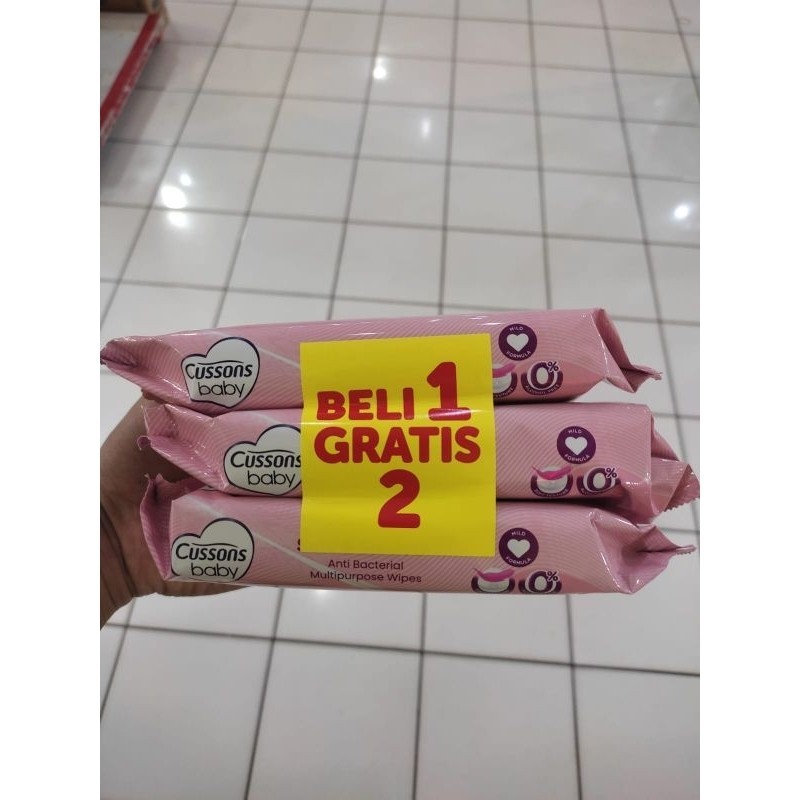 Cussons
baby
MILD
FORMULA
0%
BELI 1
GRATIS
2
Cussons
baby
MILD
FORMULA
0%
Cussons
baby
Anti Bacterial
Multipurpose Wipes
MILD
FORMULA
0%